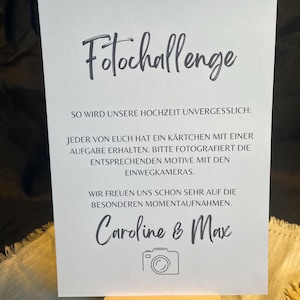 Fotochallenge
SO WIRD UNSERE HOCHZEIT UNVERGESSLICH:
JEDER VON EUCH HAT EIN KÄRTCHEN MIT EINER
AUFGABE ERHALTEN. BITTE FOTOGRAFIERT DIE
ENTSPRECHENDEN MOTIVE MIT DEN
EINWEGKAMERAS.
WIR FREUEN UNS SCHON SEHR AUF DIE
BESONDEREN MOMENTAUFNAHMEN.
Caroline & Max